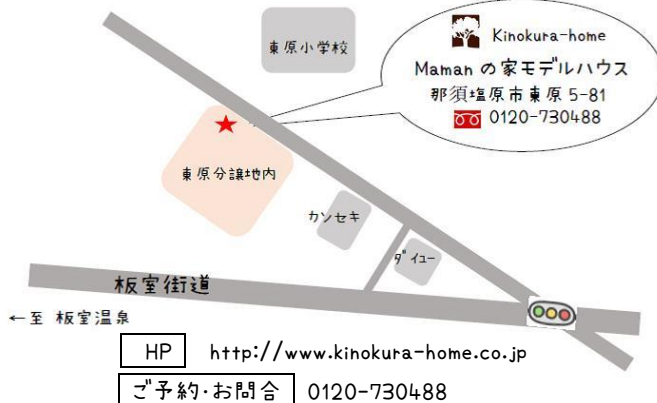 東原小学校
Kinokura-home
Maman の家モデルハウス
那須塩原市東原 5-81
0120-730488
東原分譲地内
カンセキ
ダイユー
板室街道
←至 板室温泉
HP http://www.kinokura-home.co.jp
ご予約・お問合 0120-730488